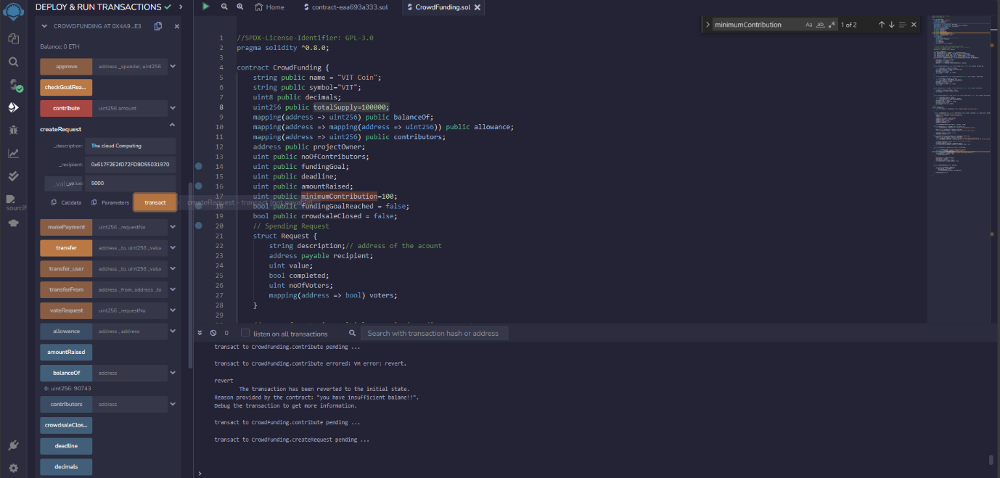 DEPLOY & RUN TRANSACTIONS
CROWDFUNDING AT 0X4A9...E3
Balance: 0 ETH
approve
address _spender, uint256
checkGoalRea...
contribute
uint256 amount
createRequest
_description:
The cloud Computing
_recipient:
0x617F2E2fD72FD9D55031970
_value:
5000
Calldata
Parameters
transact
createRequest - transact (not payable)
makePayment
uint256 _requestNo
transfer
address _to, uint256 _valu
transfer_user
address _to, uint256 _valu
transferFrom
address _from, address _to
voteRequest
uint256 _requestNo
allowance
address , address
amountRaised
balanceOf
address
0: uint256: 90743
contributors
address
crowdsaleClos...
deadline
decimals
sourcif
Home
contract-eaa693a333.sol
CrowdFunding.sol
minimumContribution
Aa
ab
.*
1 of 2
1 //SPDX-License-Identifier: GPL-3.0
2 pragma solidity ^0.8.0;
3
4 contract CrowdFunding {
5 string public name = "VIT Coin";
6 string public symbol="VIT";
7 uint8 public decimals;
8 uint256 public totalSupply=100000;
9 mapping(address => uint256) public balanceOf;
10 mapping(address => mapping(address => uint256)) public allowance;
11 mapping(address => uint256) public contributors;
12 address public projectOwner;
13 uint public noOfContributors;
14 uint public fundingGoal;
15 uint public deadline;
16 uint public amountRaised;
17 uint public minimumContribution=100;
18 bool public fundingGoalReached = false;
19 bool public crowdsaleClosed = false;
20 // Spending Request
21 struct Request {
22 string description;// address of the acount
23 address payable recipient;
24 uint value;
25 bool completed;
26 uint noOfVoters;
27 mapping(address => bool) voters;
28 }
29
0
listen on all transactions
Search with transaction hash or address
transact to CrowdFunding.contribute pending ...
transact to CrowdFunding.contribute errored: VM error: revert.
revert
The transaction has been reverted to the initial state.
Reason provided by the contract: "you have insufficient balane!!".
Debug the transaction to get more information.
transact to CrowdFunding.contribute pending ...
transact to CrowdFunding.createRequest pending ...
>